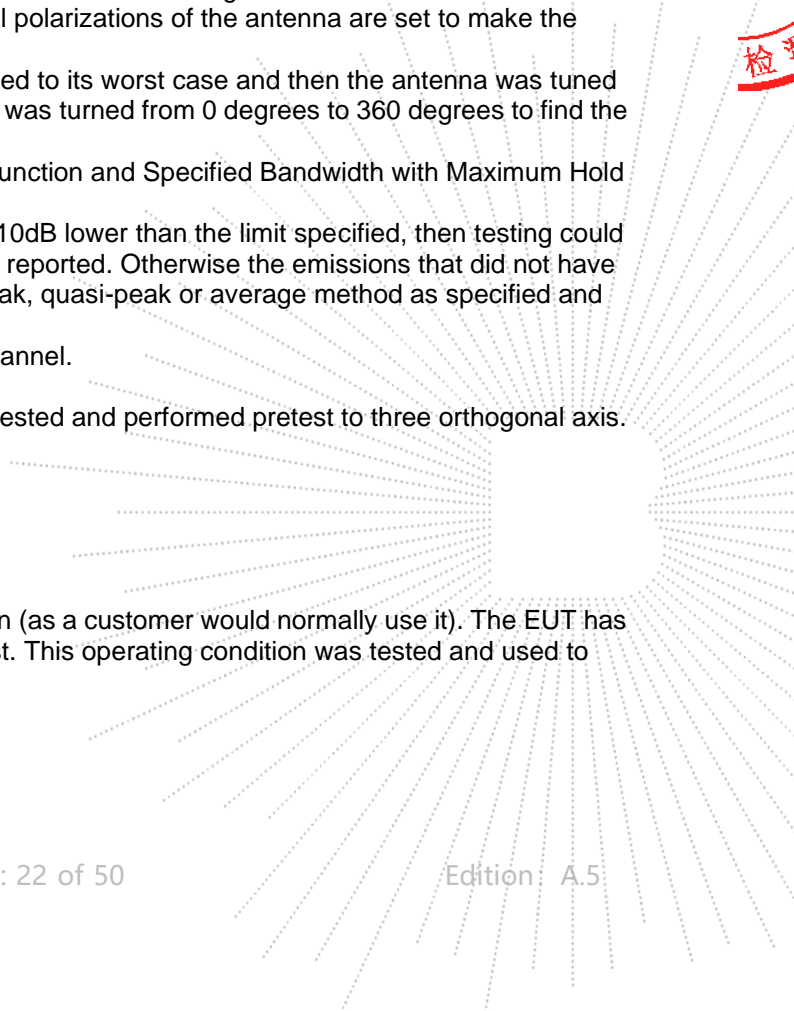 l polarizations of the antenna are set to make the
检
ed to its worst case and then the antenna was tuned
was turned from 0 degrees to 360 degrees to find the
unction and Specified Bandwidth with Maximum Hold
10dB lower than the limit specified, then testing could
reported. Otherwise the emissions that did not have
ak, quasi-peak or average method as specified and
annel.
ested and performed pretest to three orthogonal axis.
n (as a customer would normally use it). The EUT has
st. This operating condition was tested and used to
: 22 of 50 Edition: A.5